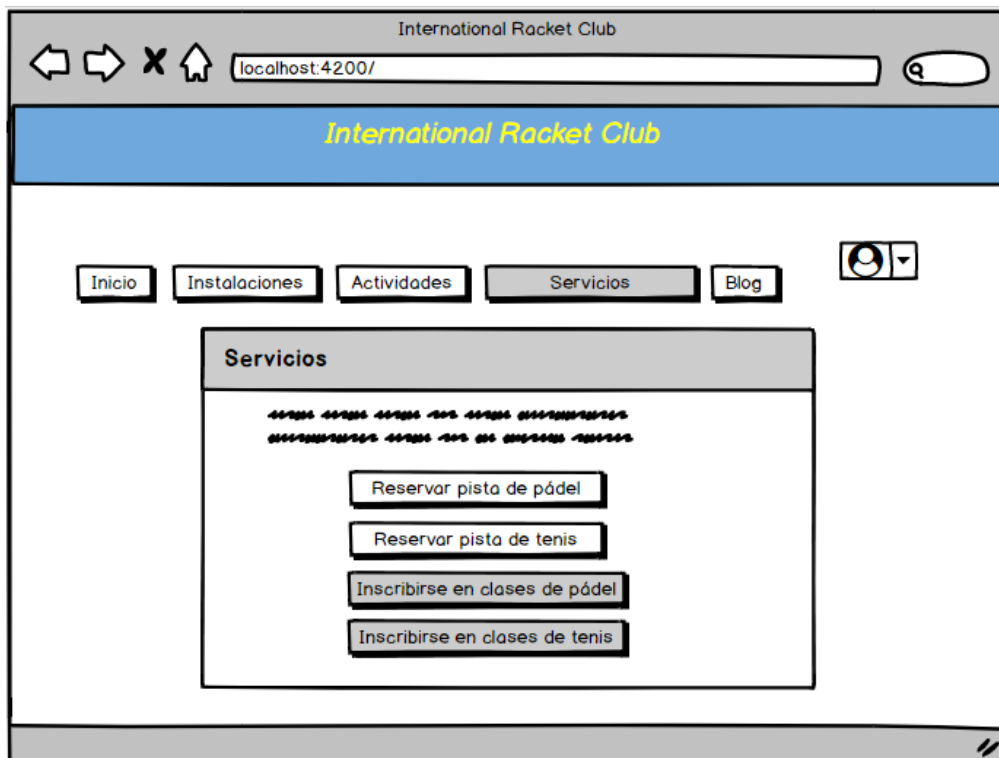 International Racket Club
localhost:4200/
International Racket Club
Inicio Instalaciones Actividades Servicios Blog
Servicios
Reservar pista de pádel
Reservar pista de tenis
Inscribirse en clases de pádel
Inscribirse en clases de tenis